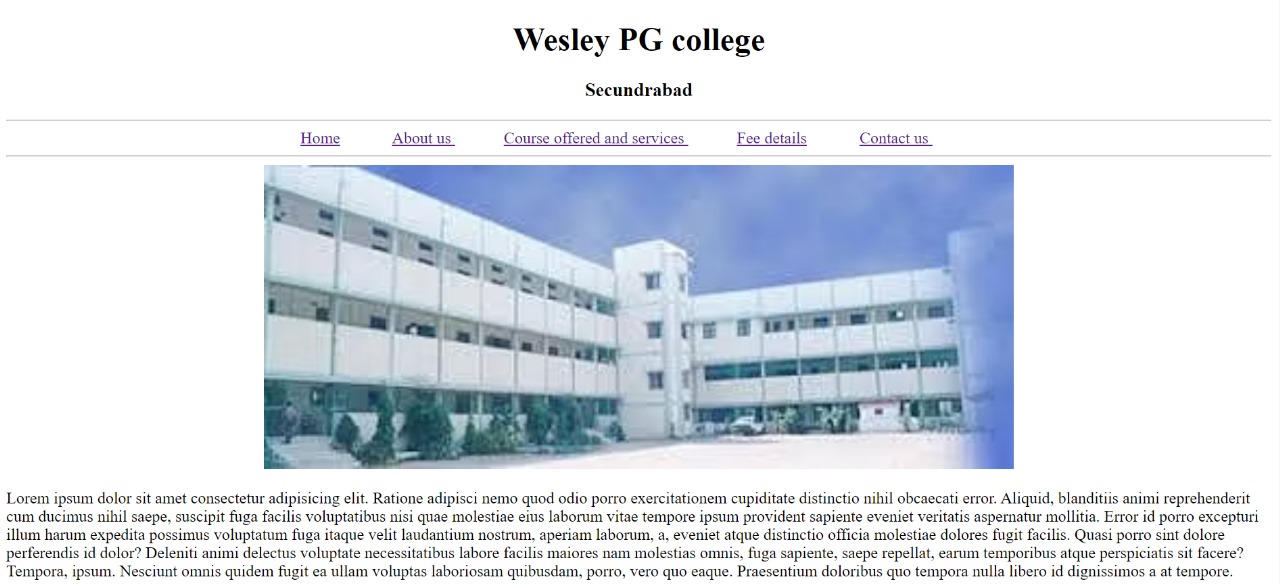 Wesley PG college
Secundrabad
Home About us Course offered and services Fee details Contact us
Lorem ipsum dolor sit amet consectetur adipisicing elit. Ratione adipisci nemo quod odio porro exercitationem cupiditate distinctio nihil obcaecati error. Aliquid, blanditiis animi reprehenderit
cum ducimus nihil saepe, suscipit fuga facilis voluptatibus nisi quae molestiae eius laborum vitae tempore ipsum provident sapiente eveniet veritatis aspernatur mollitia. Error id porro excepturi
illum harum expedita possimus voluptatum fuga itaque velit laudantium nostrum, aperiam laborum, a, eveniet atque distinctio officia molestiae dolores fugit facilis. Quasi porro sint dolore
perferendis id dolor? Deleniti animi delectus voluptate necessitatibus labore facilis maiores nam molestias omnis, fuga sapiente, saepe repellat, earum temporibus atque perspiciatis sit facere?
Tempora, ipsum. Nesciunt omnis quidem fugit ea ullam voluptas laboriosam quibusdam, porro, vero quo eaque. Praesentium doloribus quo tempora nulla libero id dignissimos a at tempore.